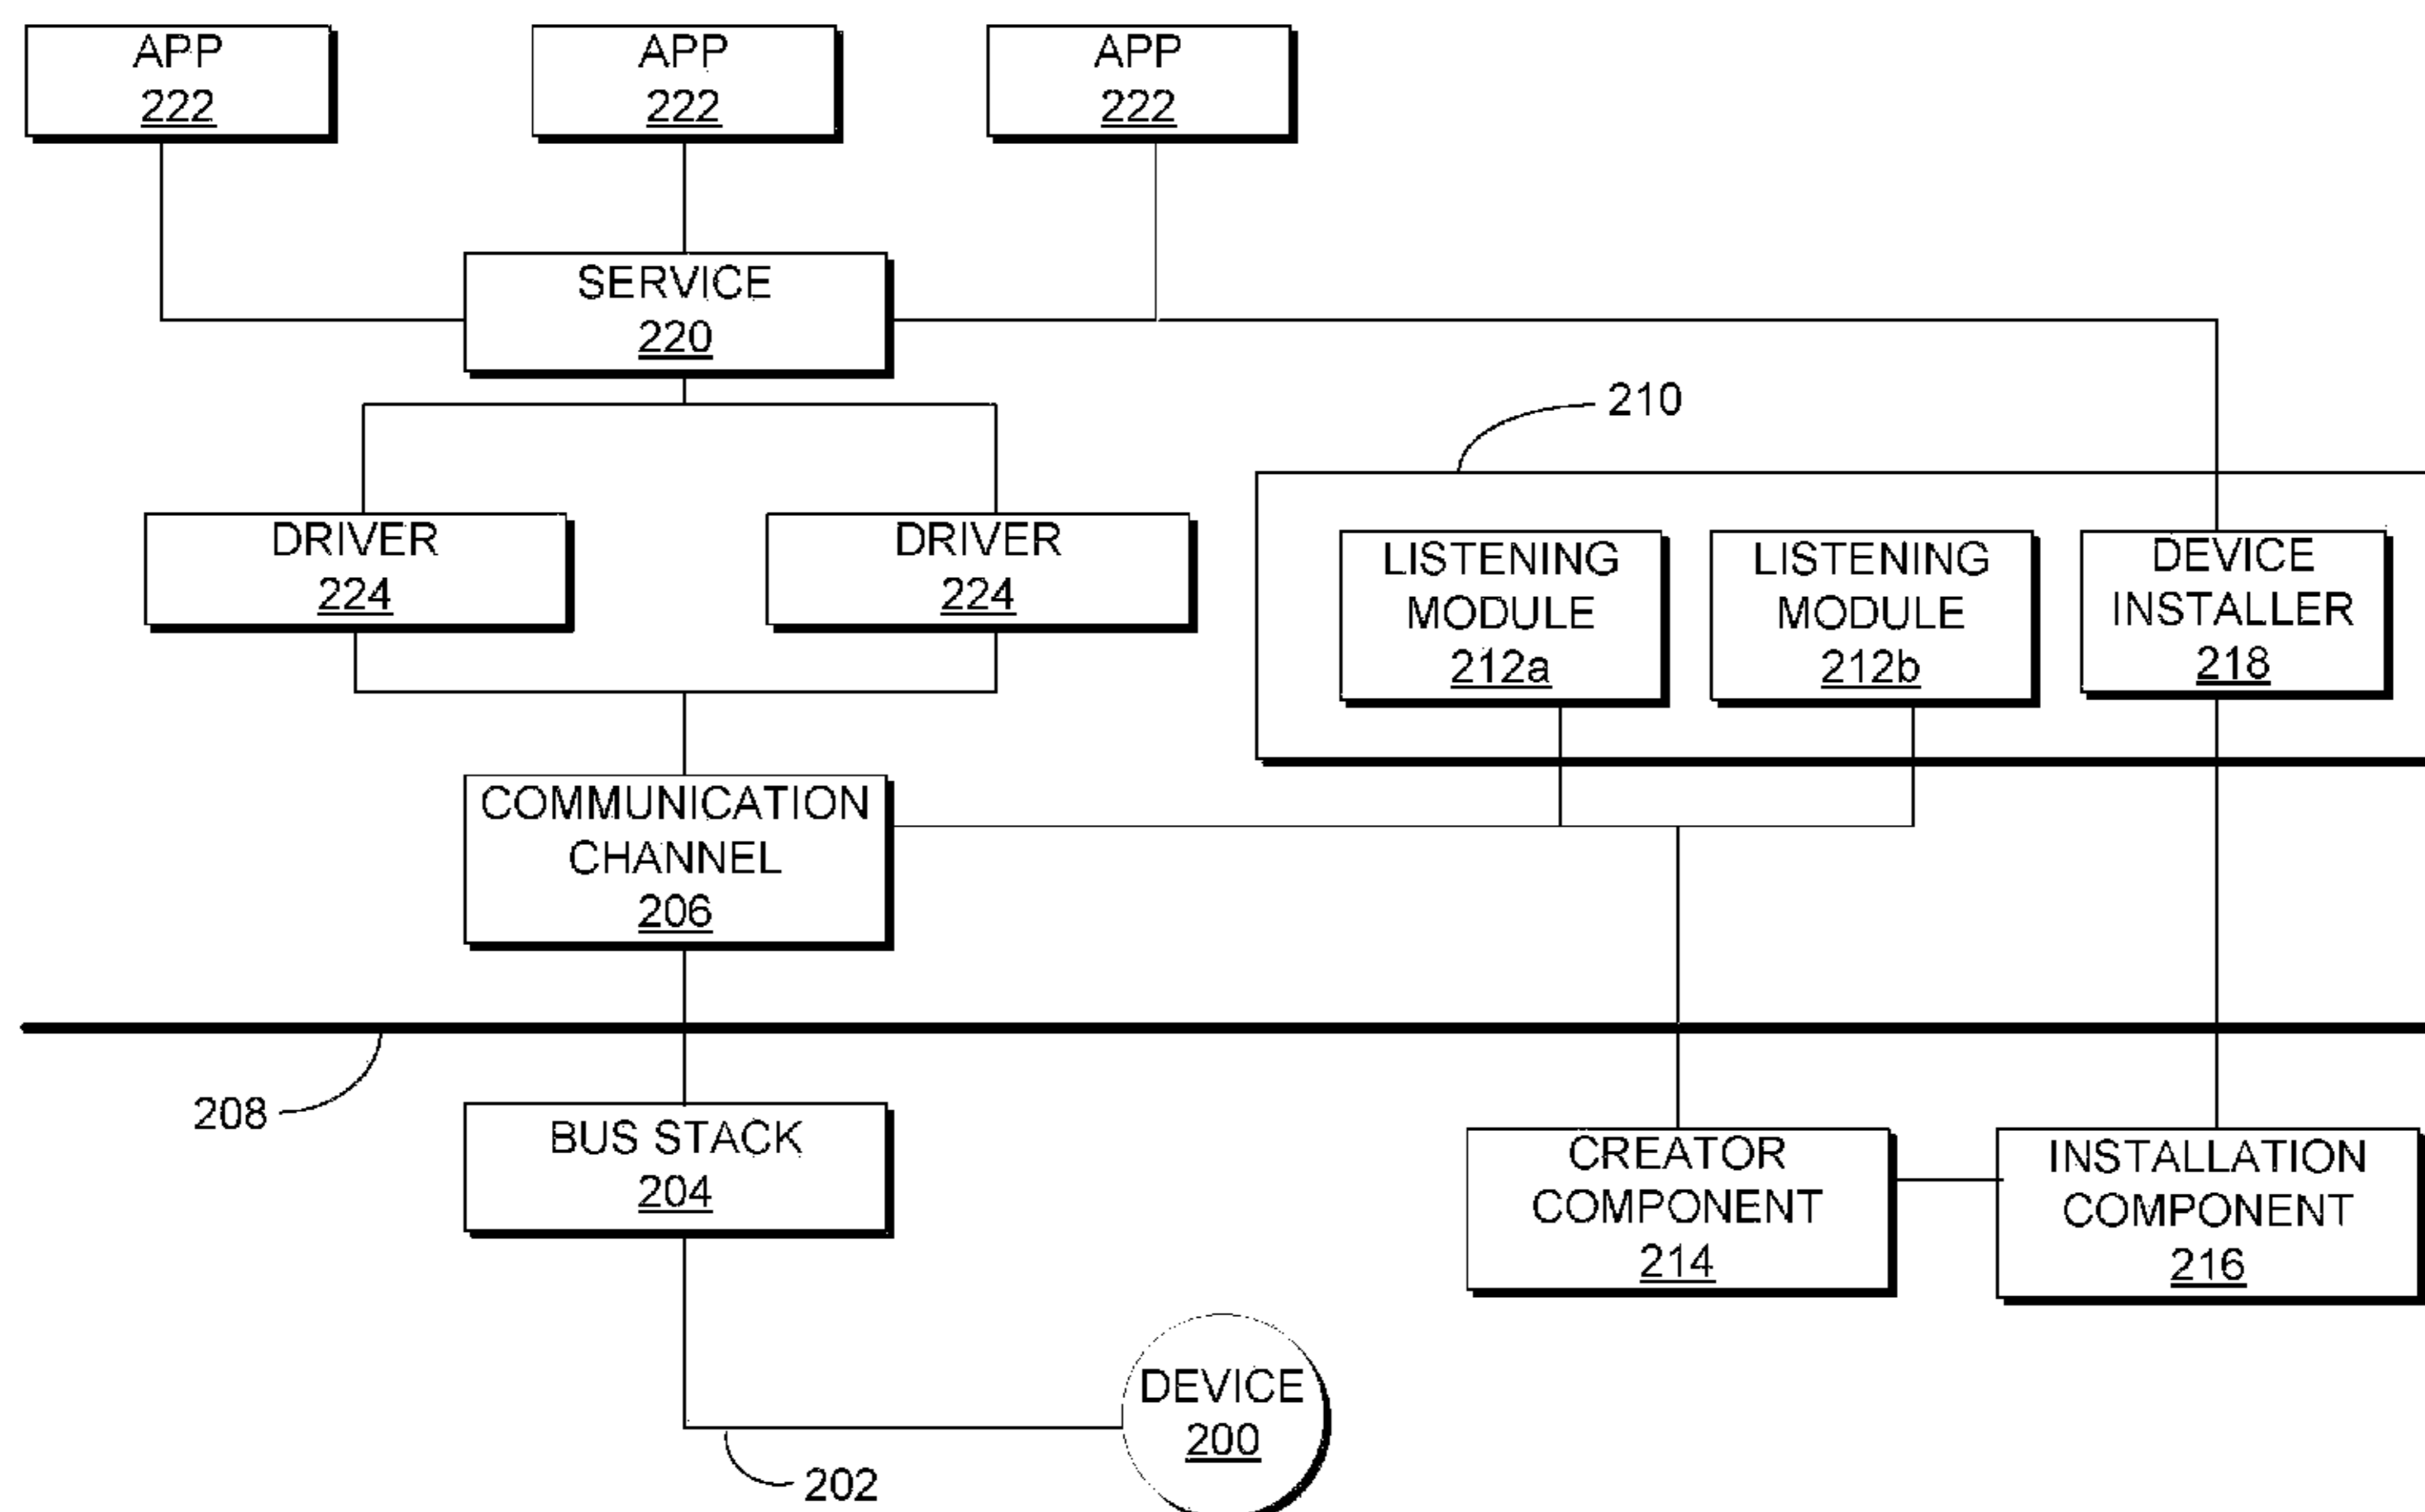 APP
222
APP
222
APP
222
SERVICE
220
210
DRIVER
224
DRIVER
224
LISTENING
MODULE
212a
LISTENING
MODULE
212b
DEVICE
INSTALLER
218
COMMUNICATION
CHANNEL
206
208
BUS STACK
204
CREATOR
COMPONENT
214
INSTALLATION
COMPONENT
216
DEVICE
200
202